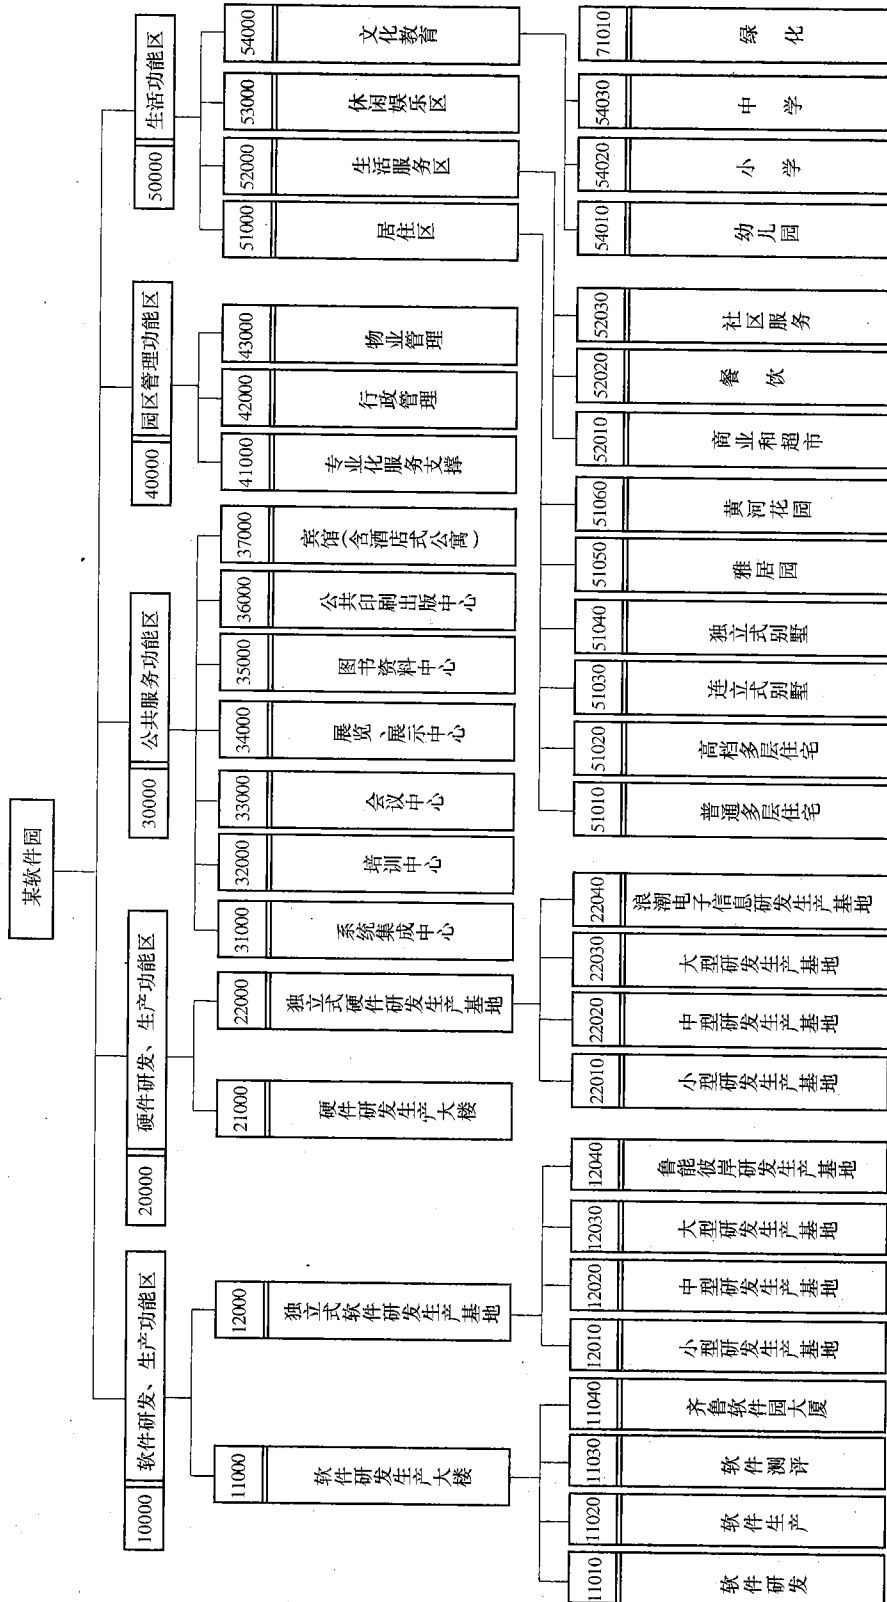 某软件园
10000 软件研发、生产功能区
20000 硬件研发、生产功能区
30000 公共服务功能区
40000 园区管理功能区
50000 生活功能区
11000 软件研发生产大楼
12000 独立式软件研发生产基地
21000 硬件研发生产大楼
22000 独立式硬件研发生产基地
31000 系统集成中心
32000 培训中心
33000 会议中心
34000 展览、展示中心
35000 图书资料中心
36000 公共印刷出版中心
37000 宾馆(含酒店式公寓)
41000 专业化服务支撑
42000 行政管理
43000 物业管理
51000 居住区
52000 生活服务区
53000 休闲娱乐区
54000 文化教育
11010 软件研发
11020 软件生产
11030 软件测评
11040 齐鲁软件园大厦
12010 小型研发生产基地
12020 中型研发生产基地
12030 大型研发生产基地
12040 鲁能彼岸研发生产基地
22010 小型研发生产基地
22020 中型研发生产基地
22030 大型研发生产基地
22040 浪潮电子信息研发生产基地
51010 普通多层住宅
51020 高档多层住宅
51030 连立式别墅
51040 独立式别墅
51050 雅居园
51060 黄河花园
52010 商业和超市
52020 餐饮
52030 社区服务
54010 幼儿园
54020 小学
54030 中学
71010 绿化